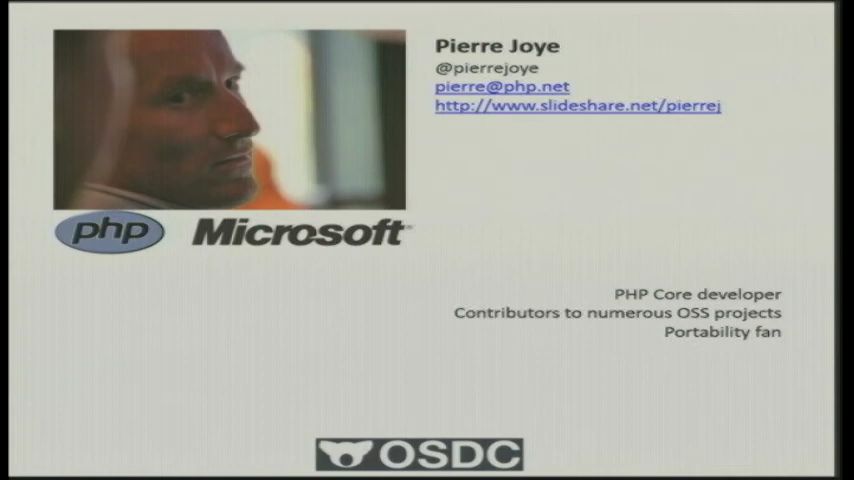 Pierre Joye
@pierrejoye
pierre@php.net
http://www.slideshare.net/pierrej
php
Microsoft
PHP Core developer
Contributors to numerous OSS projects
Portability fan
OSDC